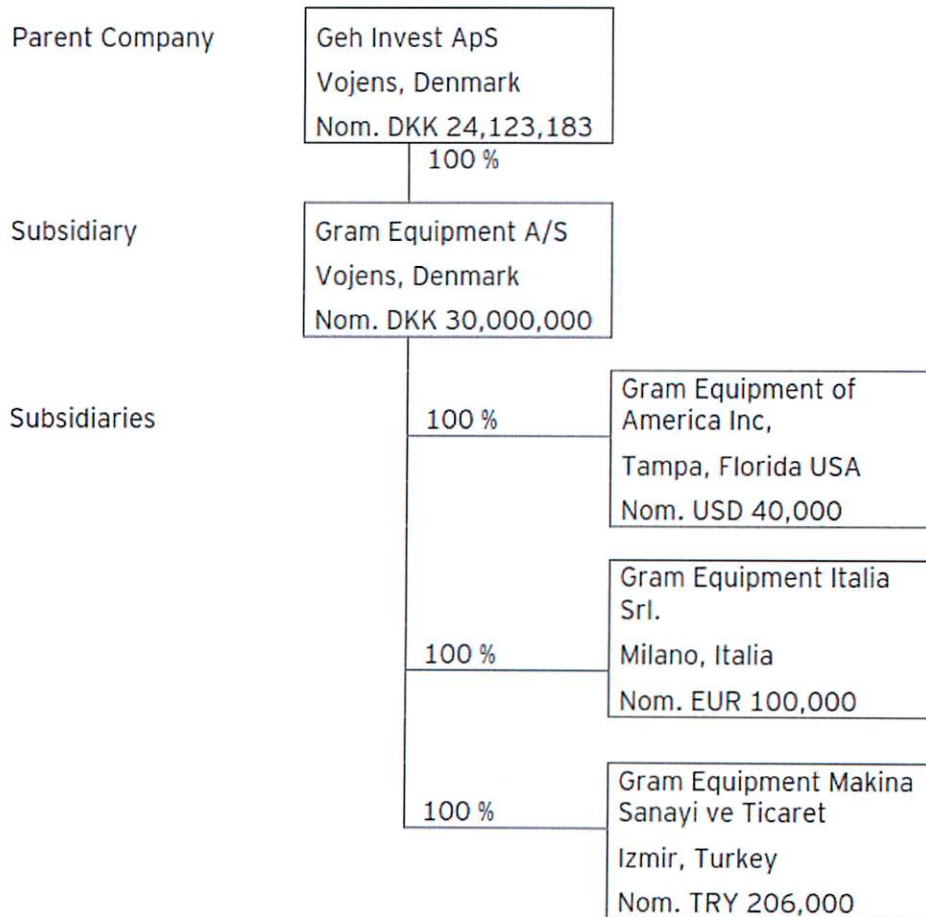 Parent Company
Geh Invest ApS
Vojens, Denmark
Nom. DKK 24,123,183
100 %
Subsidiary
Gram Equipment A/S
Vojens, Denmark
Nom. DKK 30,000,000
Subsidiaries
100 %
Gram Equipment of
America Inc,
Tampa, Florida USA
Nom. USD 40,000
100 %
Gram Equipment Italia
Srl.
Milano, Italia
Nom. EUR 100,000
100 %
Gram Equipment Makina
Sanayi ve Ticaret
Izmir, Turkey
Nom. TRY 206,000